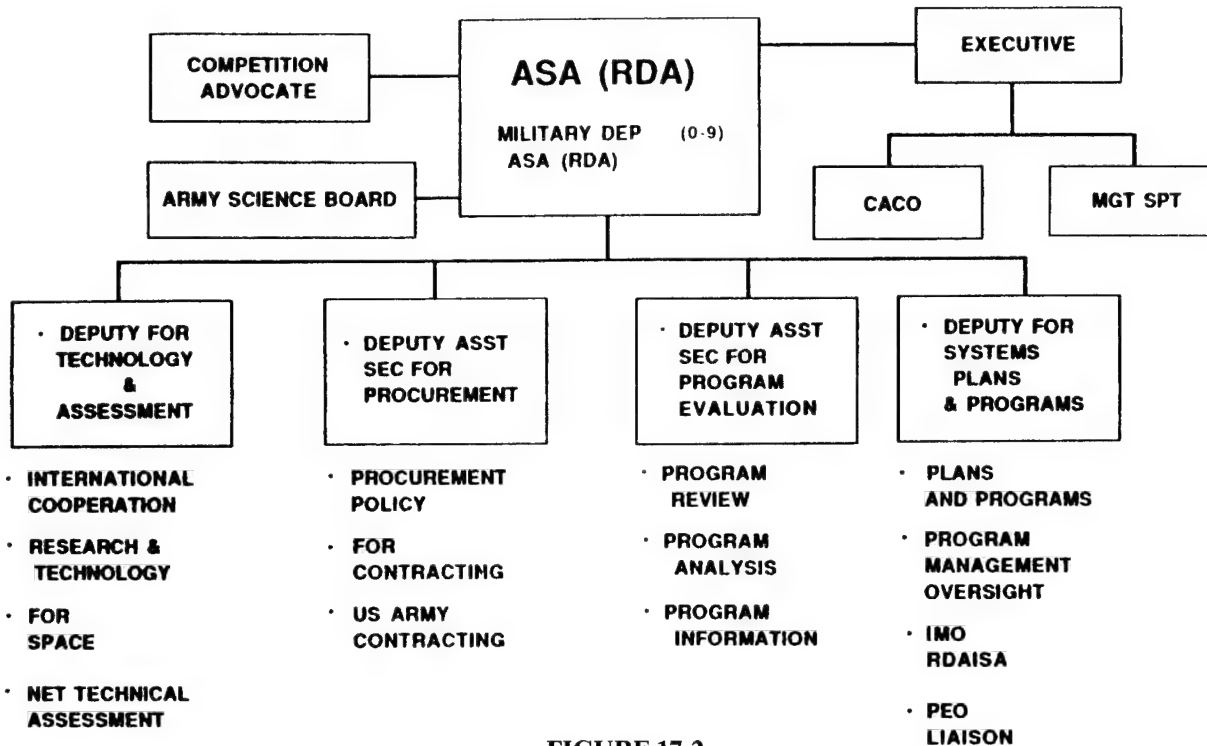 COMPETITION
ADVOCATE
ARMY SCIENCE BOARD
ASA (RDA)
MILITARY DEP (0-9)
ASA (RDA)
EXECUTIVE
CACO
MGT SPT
· DEPUTY FOR
TECHNOLOGY
&
ASSESSMENT
· INTERNATIONAL
COOPERATION
· RESEARCH &
TECHNOLOGY
· FOR
SPACE
· NET TECHNICAL
ASSESSMENT
· DEPUTY ASST
SEC FOR
PROCUREMENT
· PROCUREMENT
POLICY
· FOR
CONTRACTING
· US ARMY
CONTRACTING
· DEPUTY ASST
SEC FOR
PROGRAM
EVALUATION
· PROGRAM
REVIEW
· PROGRAM
ANALYSIS
· PROGRAM
INFORMATION
· DEPUTY FOR
SYSTEMS
PLANS
& PROGRAMS
· PLANS
AND PROGRAMS
· PROGRAM
MANAGEMENT
OVERSIGHT
· IMO
RDAISA
· PEO
LIAISON
FIGURE 17-2